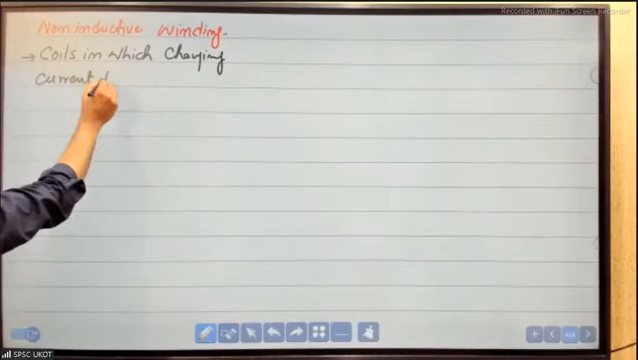 Recorded with iFun Screen Recorder
Non inductive winding.
→ Coils in which Changing
Current d
SPSC UKOT